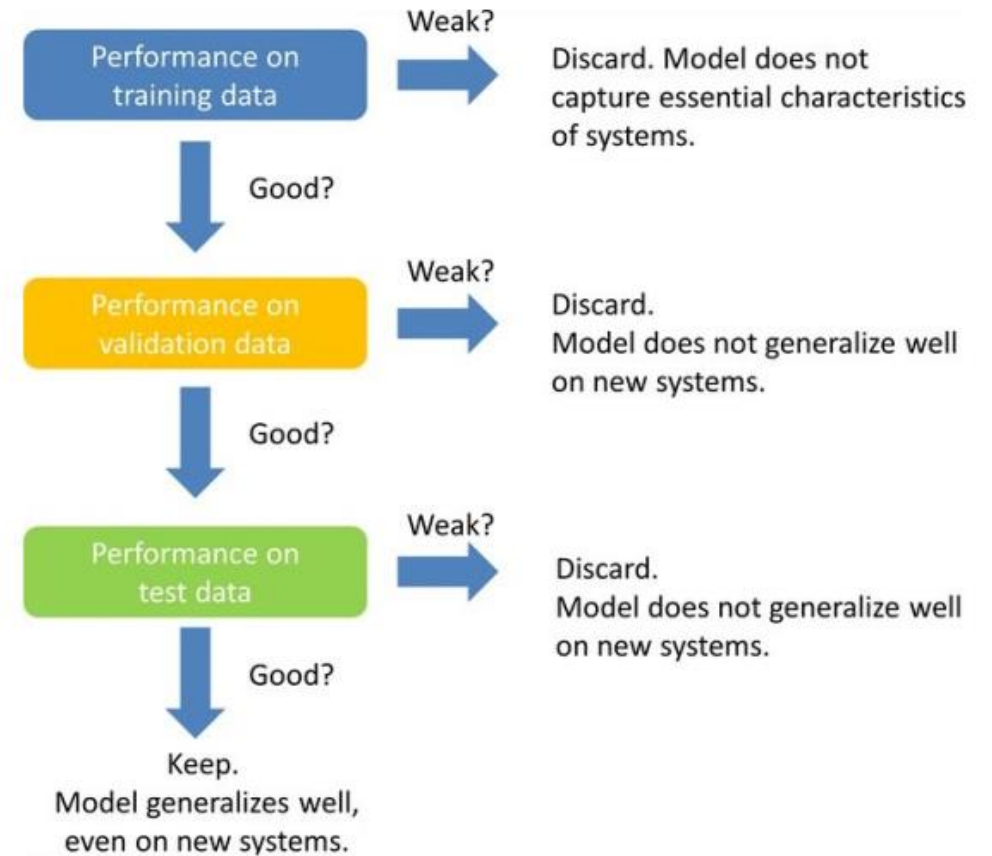 Weak?
Performance on
training data
Discard. Model does not
capture essential characteristics
of systems.
Good?
Weak?
Performance on
validation data
Discard.
Model does not generalize well
on new systems.
Good?
Weak?
Performance on
test data
Discard.
Model does not generalize well
on new systems.
Good?
Keep.
Model generalizes well,
even on new systems.